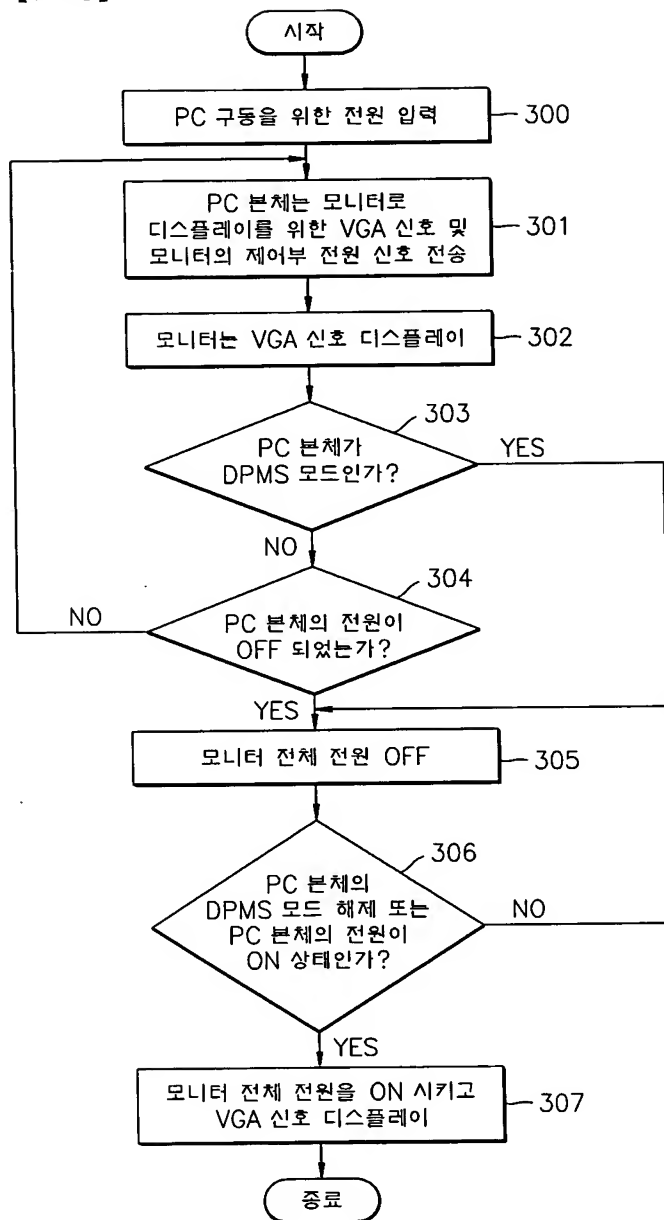 시작
PC 구동을 위한 전원 입력
300
PC 본체는 모니터로
디스플레이를 위한 VGA 신호 및
모니터의 제어부 전원 신호 전송
301
모니터는 VGA 신호 디스플레이
302
303
PC 본체가
DPMS 모드인가?
YES
NO
304
PC 본체의 전원이
OFF 되었는가?
NO
YES
모니터 전체 전원 OFF
305
306
PC 본체의
DPMS 모드 해제 또는
PC 본체의 전원이
ON 상태인가?
NO
YES
모니터 전체 전원을 ON 시키고
VGA 신호 디스플레이
307
종료